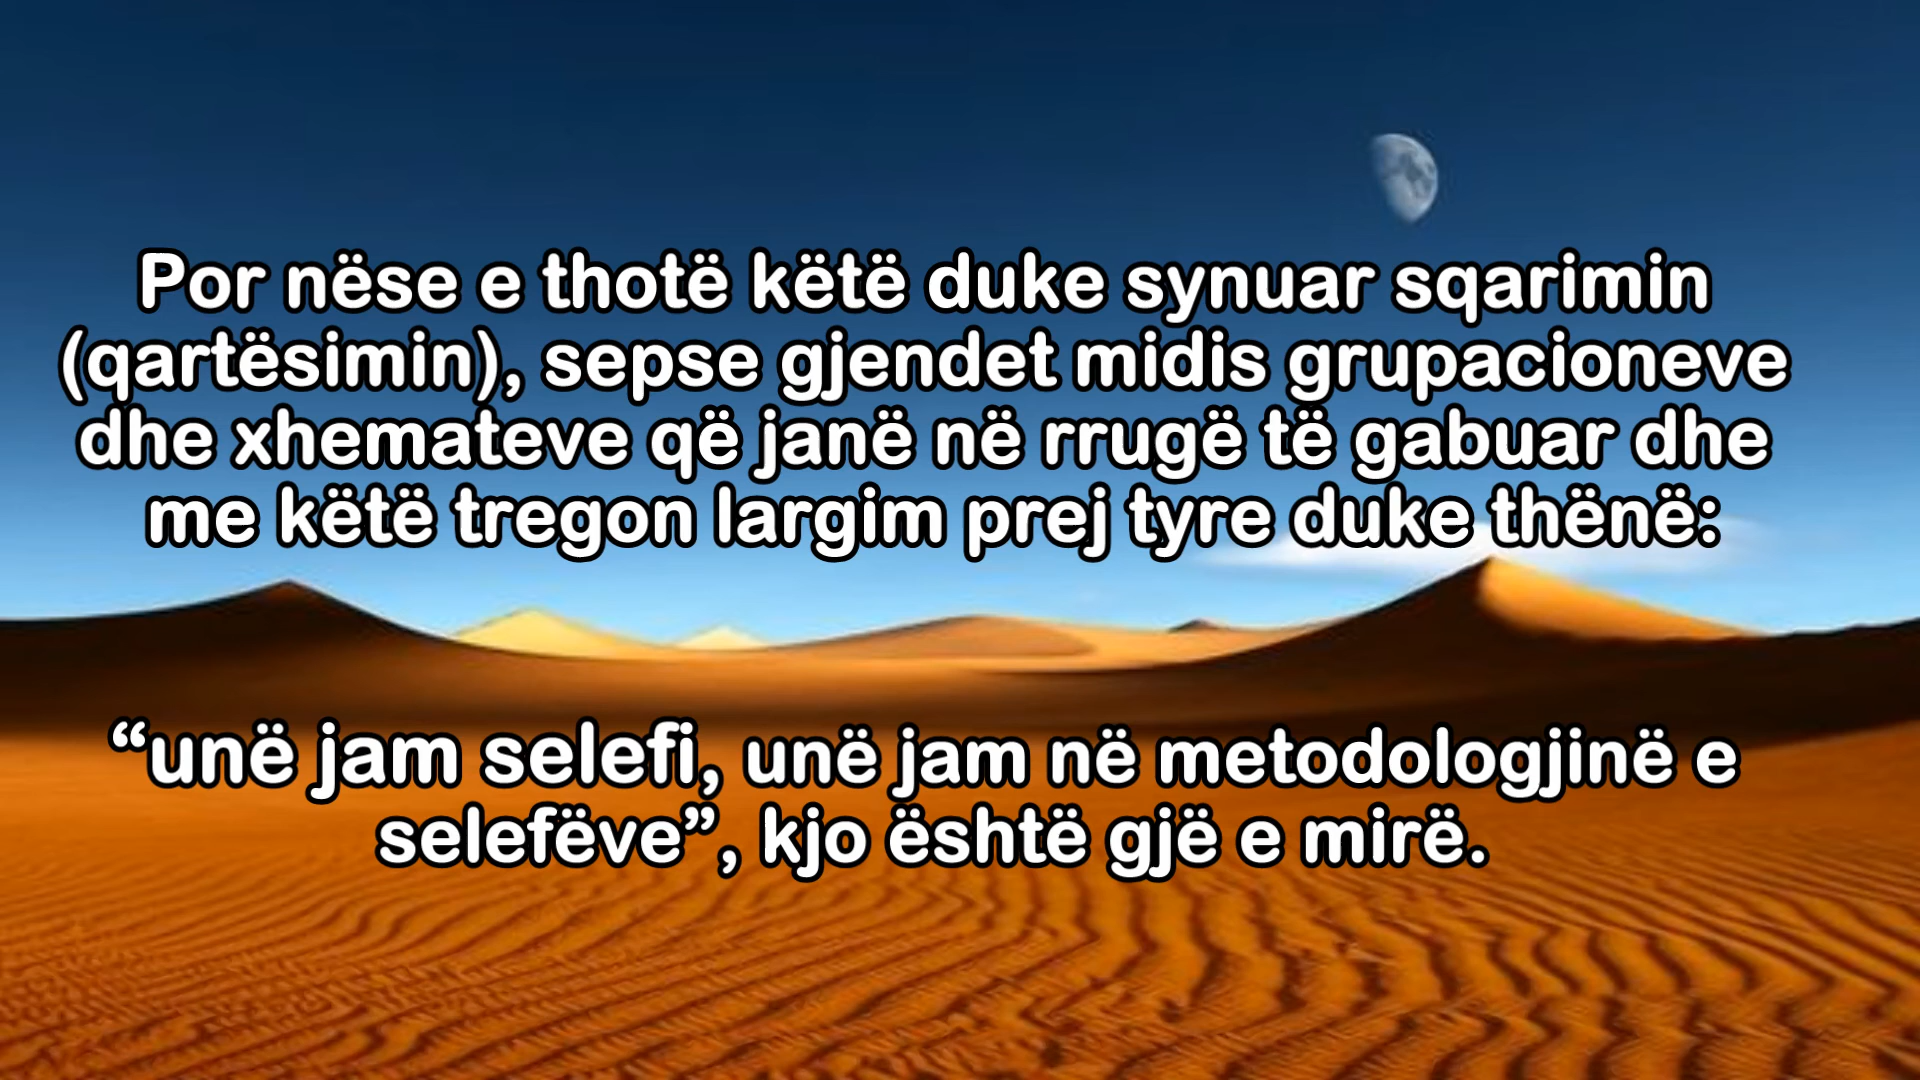 Por nëse e thotë këtë duke synuar sqarimin
(qartësimin), sepse gjendet midis grupacioneve
dhe xhemateve që janë në rrugë të gabuar dhe
me këtë tregon largim prej tyre duke thënë:
“unë jam selefi, unë jam në metodologjinë e
selefëve”, kjo është gjë e mirë.